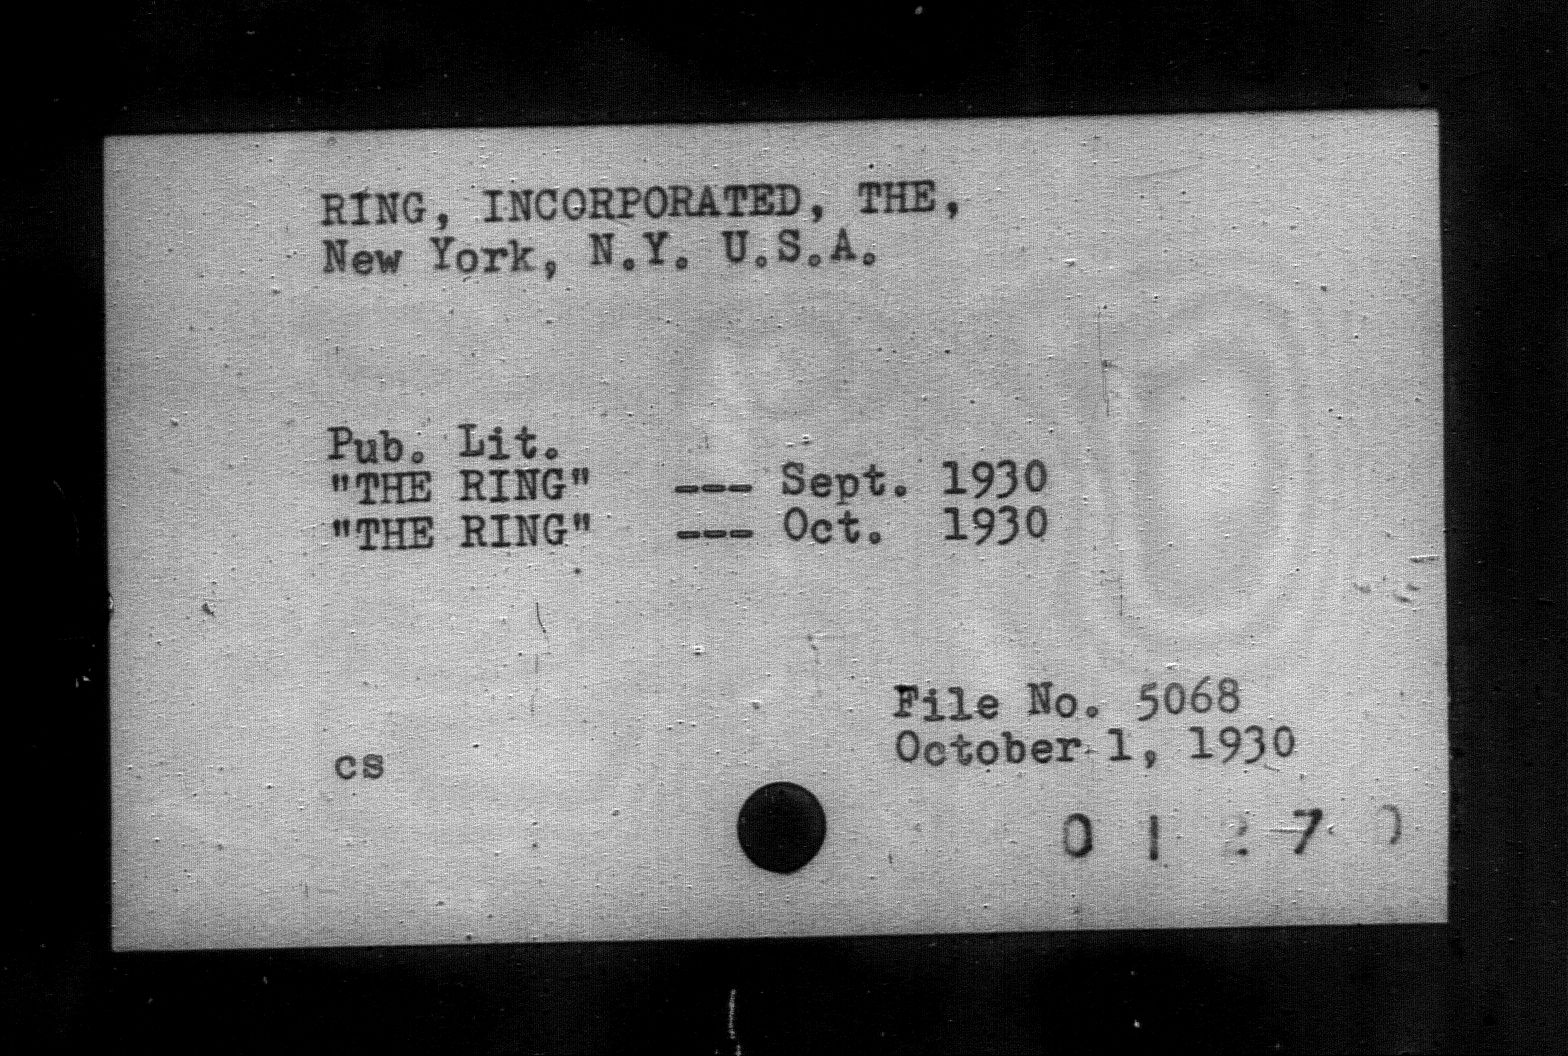 RING, INCORPORATED, THE,
New York, N.Y. U.S.A.
Pub. Lit.
"THE RING" --- Sept. 1930
"THE RING" --- Oct. 1930
File No. 5068
October 1, 1930
cs